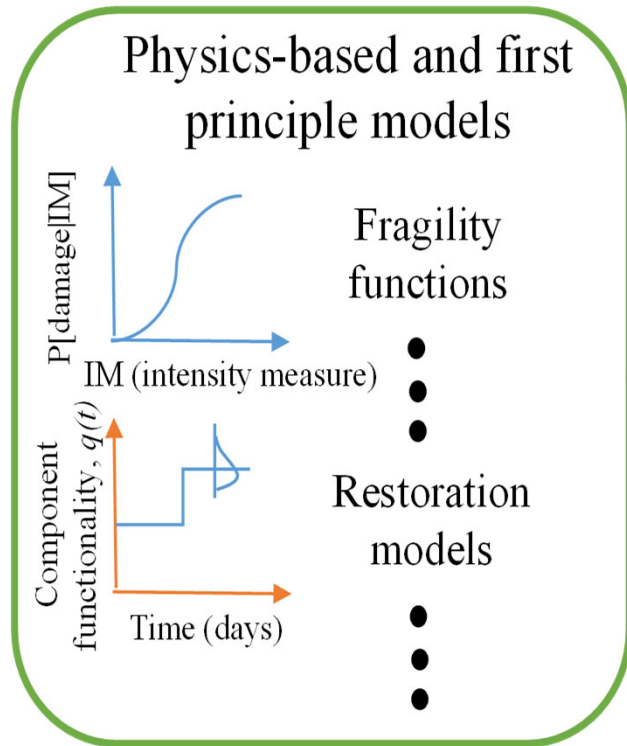 Physics-based and first
principle models
P[damage|IM]
IM (intensity measure)
Fragility
functions
Component
functionality, q(t)
Time (days)
Restoration
models